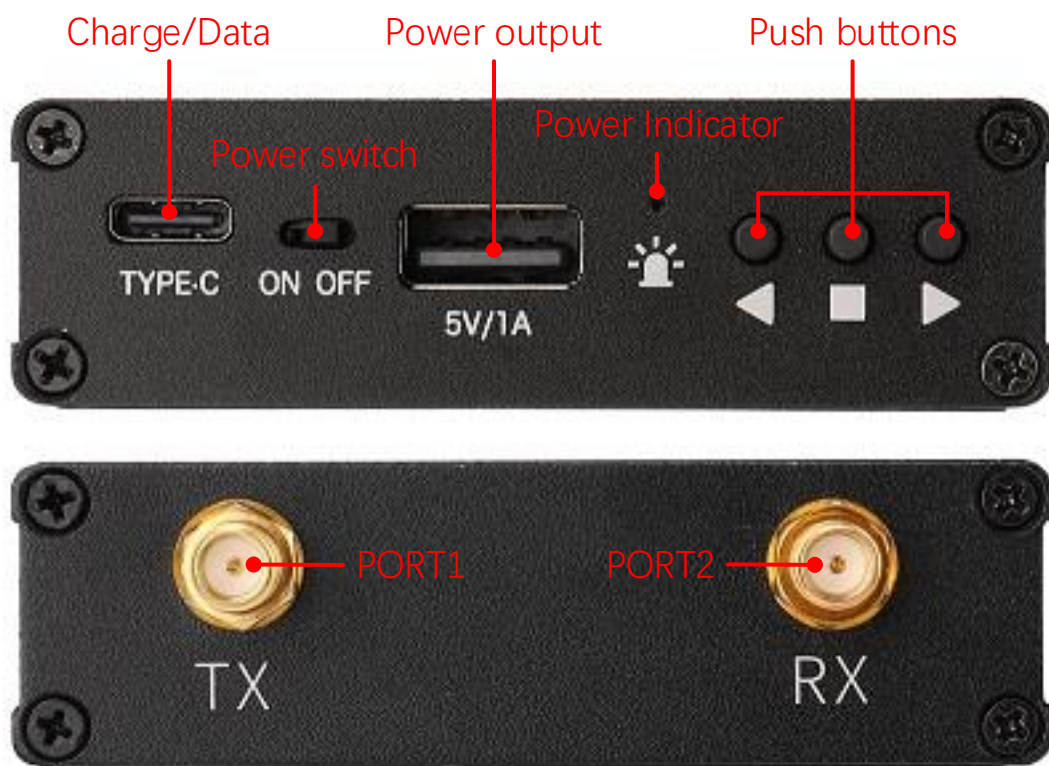 Charge/Data
Power output
Push buttons
Power Indicator
Power switch
TYPE-C
ON OFF
5V/1A
PORT1
PORT2
TX
RX